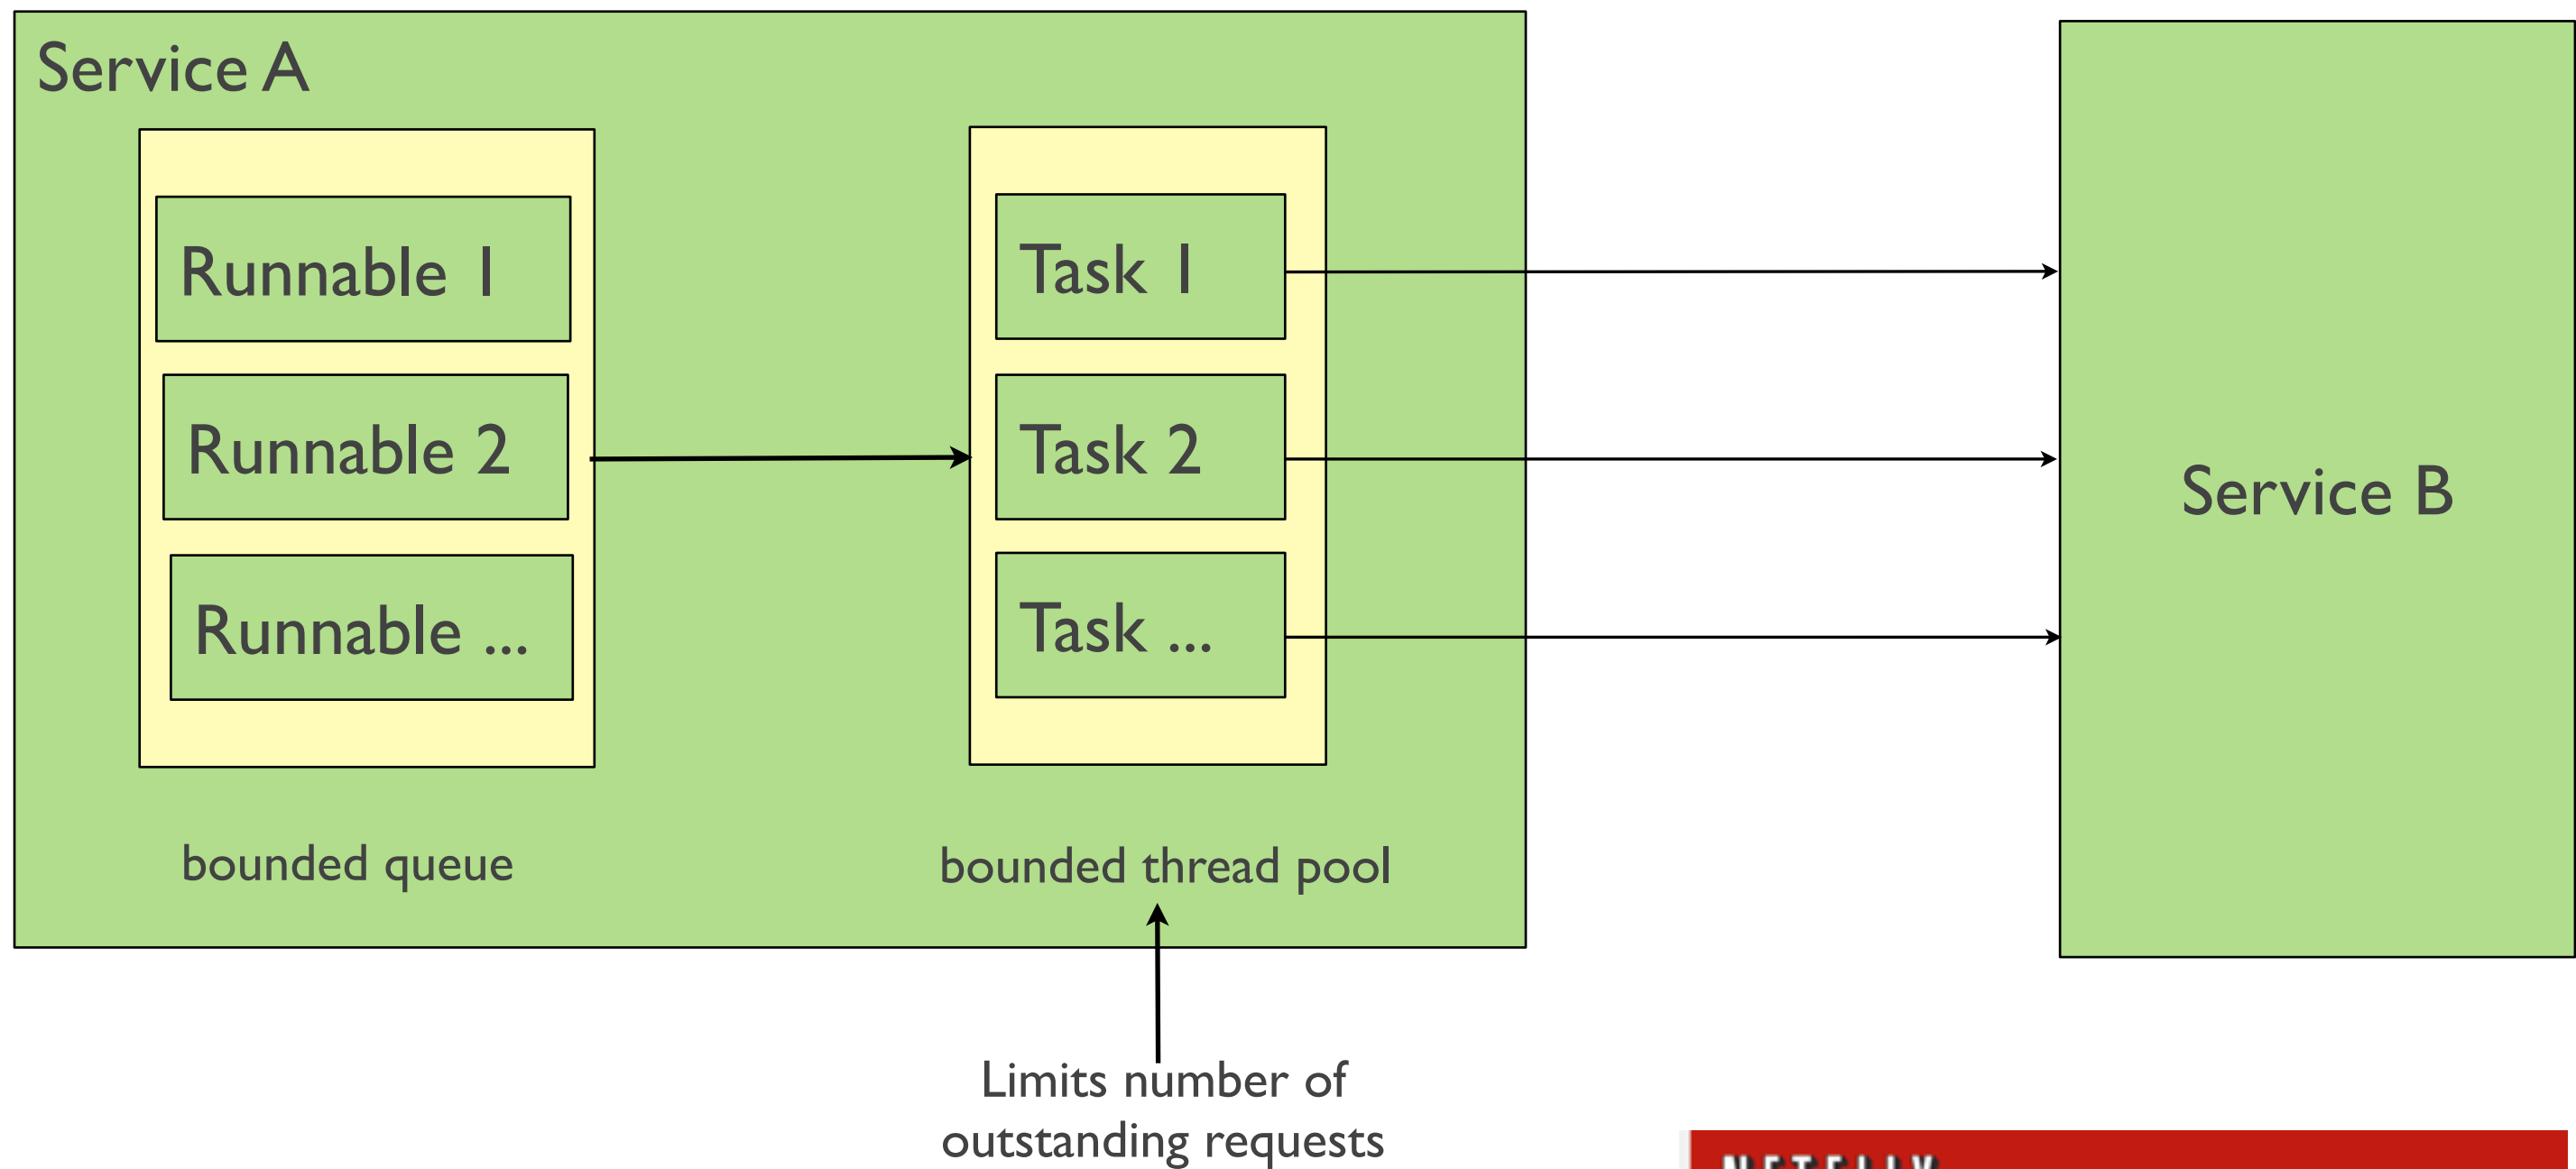 Service A
Runnable 1
Runnable 2
Runnable ...
bounded queue
Task 1
Task 2
Task ...
bounded thread pool
Service B
Limits number of
outstanding requests
NETFLIX